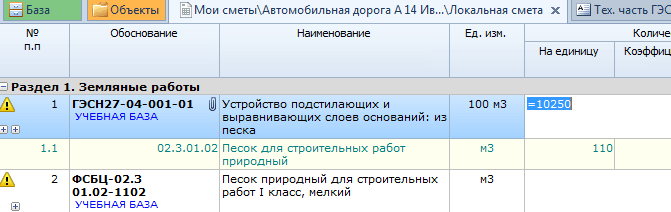 База Объекты Мои сметы\Автомобильная дорога А 14 Ив...\Локальная смета Тех. часть ГЭС
№ п.п Обоснование Наименование Ед. изм. Количе
На единицу Коэффиц
Раздел 1. Земляные работы
1 ГЭСН27-04-001-01 Устройство подстилающих и 100 м3 =10250
УЧЕБНАЯ БАЗА выравнивающих слоев оснований: из
песка
1.1 02.3.01.02 Песок для строительных работ м3 110
природный
2 ФСБЦ-02.3 Песок природный для строительных м3
01.02-1102 работ I класс, мелкий
УЧЕБНАЯ БАЗА